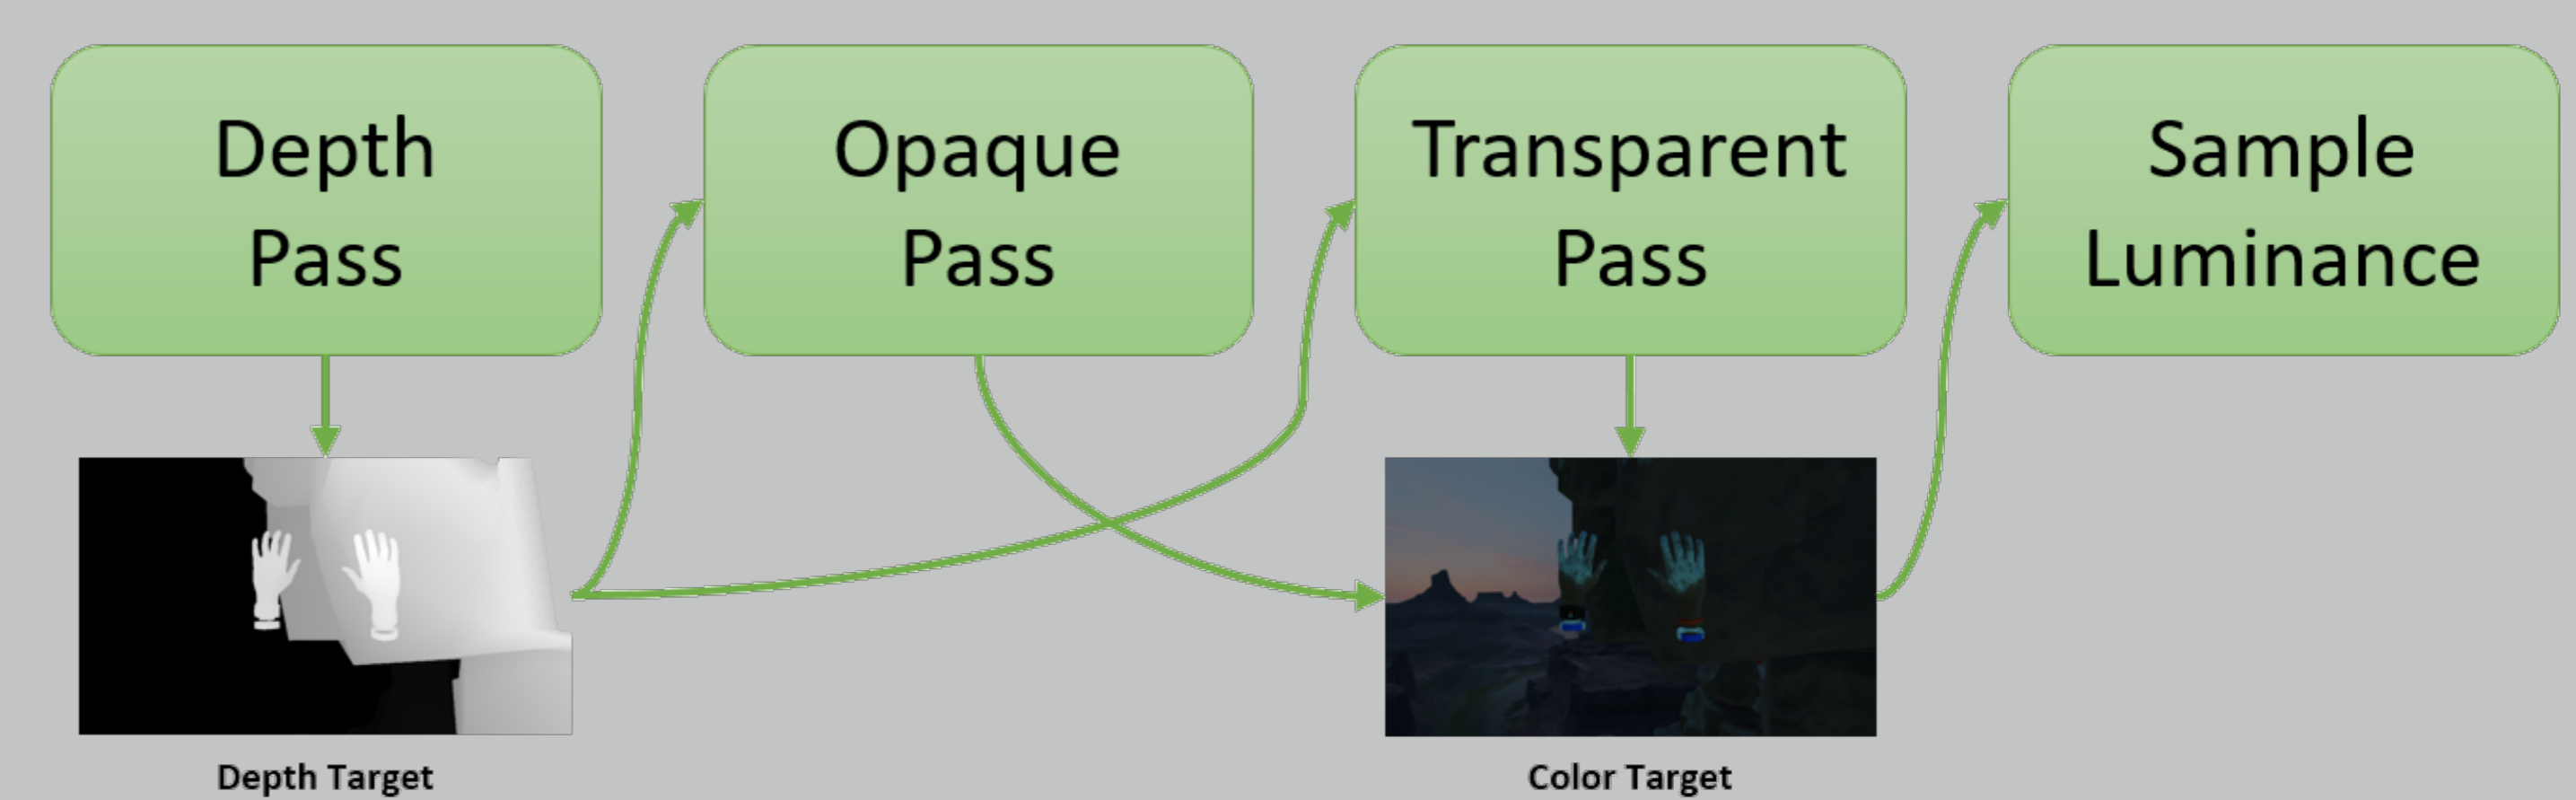 Depth
Pass
Opaque
Pass
Transparent
Pass
Sample
Luminance
Depth Target
Color Target